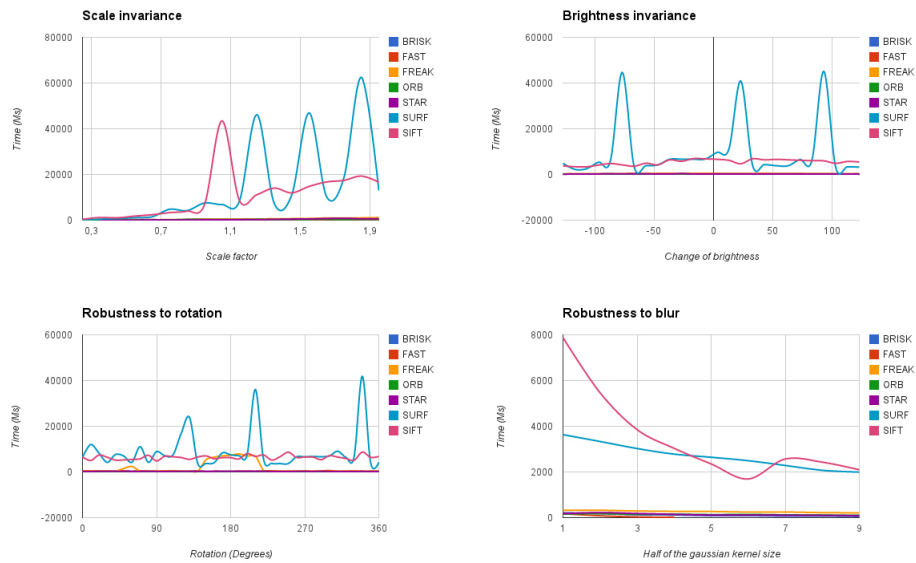 Scale invariance
80000
60000
40000
20000
0
Time (Ms)
0,3
0,7
1,1
1,5
1,9
Scale factor
BRISK
FAST
FREAK
ORB
STAR
SURF
SIFT
Brightness invariance
60000
40000
20000
0
-20000
Time (Ms)
-100
-50
0
50
100
Change of brightness
BRISK
FAST
FREAK
ORB
STAR
SURF
SIFT
Robustness to rotation
60000
40000
20000
0
-20000
Time (Ms)
0
90
180
270
360
Rotation (Degrees)
BRISK
FAST
FREAK
ORB
STAR
SURF
SIFT
Robustness to blur
8000
6000
4000
2000
0
Time (Ms)
1
3
5
7
9
Half of the gaussian kernel size
BRISK
FAST
FREAK
ORB
STAR
SURF
SIFT